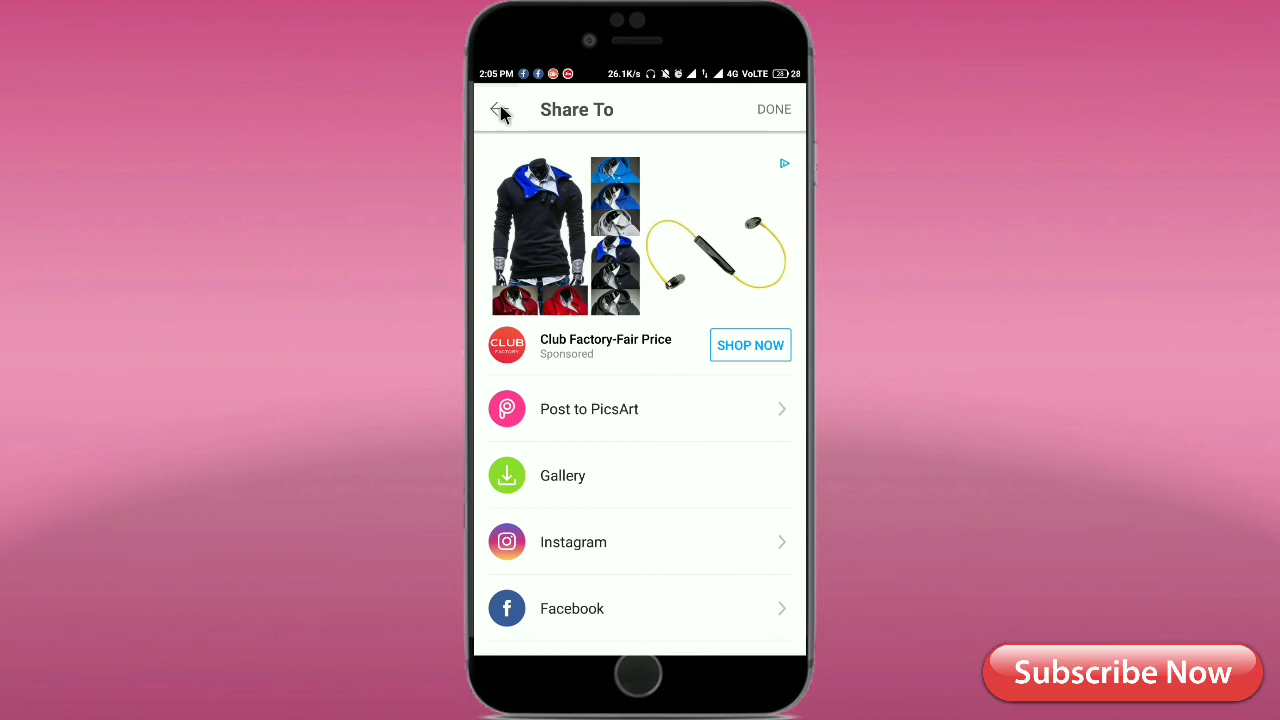 2:05 PM 26.1K/s 4G VoLTE 28 28
Share To DONE
CLUB
FACTORY
Club Factory-Fair Price
Sponsored
SHOP NOW
Post to PicsArt
Gallery
Instagram
Facebook
Subscribe Now